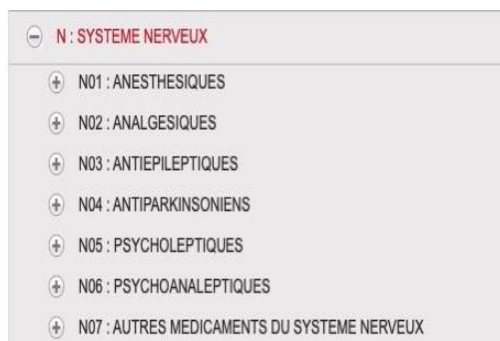 N : SYSTEME NERVEUX
N01 : ANESTHESIQUES
N02 : ANALGESIQUES
N03 : ANTIEPILEPTIQUES
N04 : ANTIPARKINSONIENS
N05 : PSYCHOLEPTIQUES
N06 : PSYCHOANALEPTIQUES
N07 : AUTRES MEDICAMENTS DU SYSTEME NERVEUX